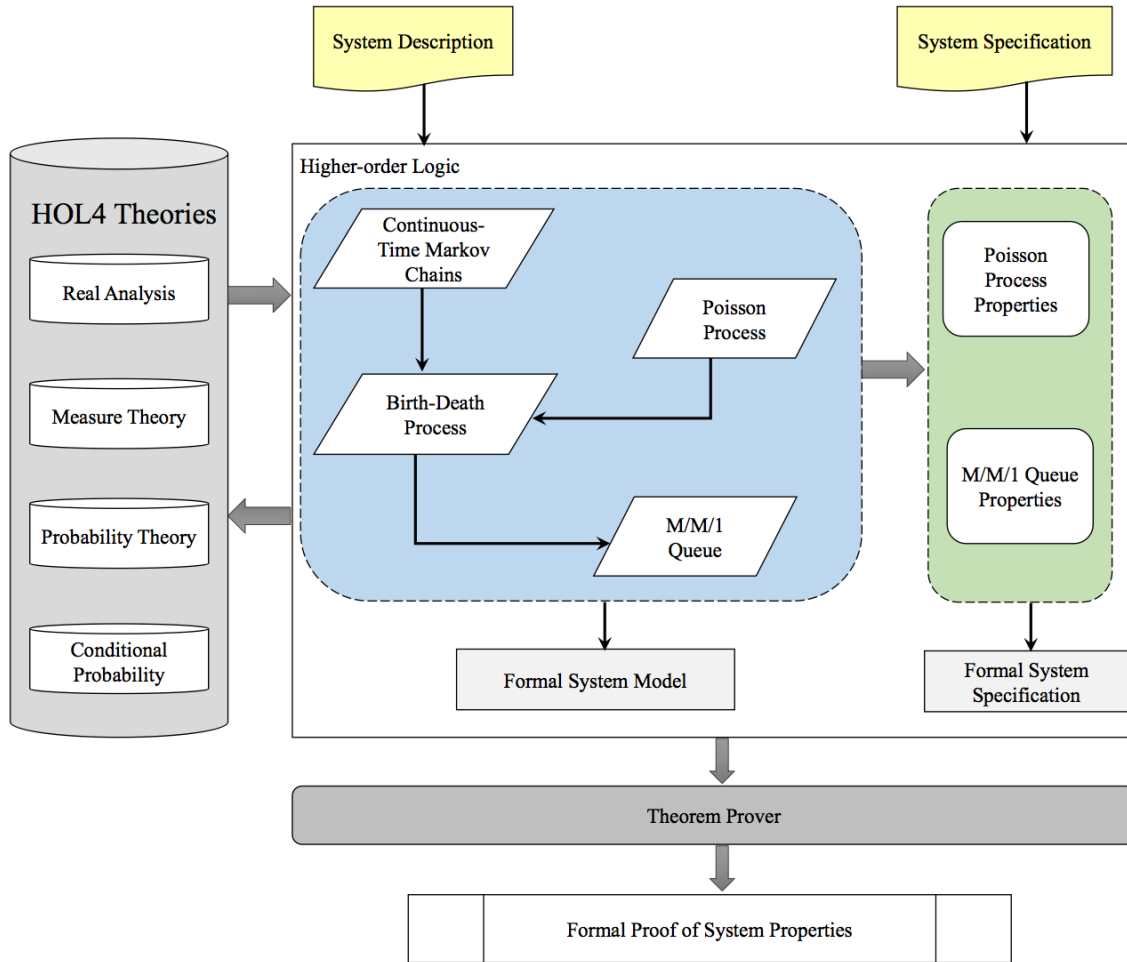 System Description
System Specification
Higher-order Logic
HOL4 Theories
Real Analysis
Measure Theory
Probability Theory
Conditional
Probability
Continuous-
Time Markov
Chains
Poisson
Process
Birth-Death
Process
M/M/1
Queue
Poisson
Process
Properties
M/M/1 Queue
Properties
Formal System Model
Formal System
Specification
Theorem Prover
Formal Proof of System Properties